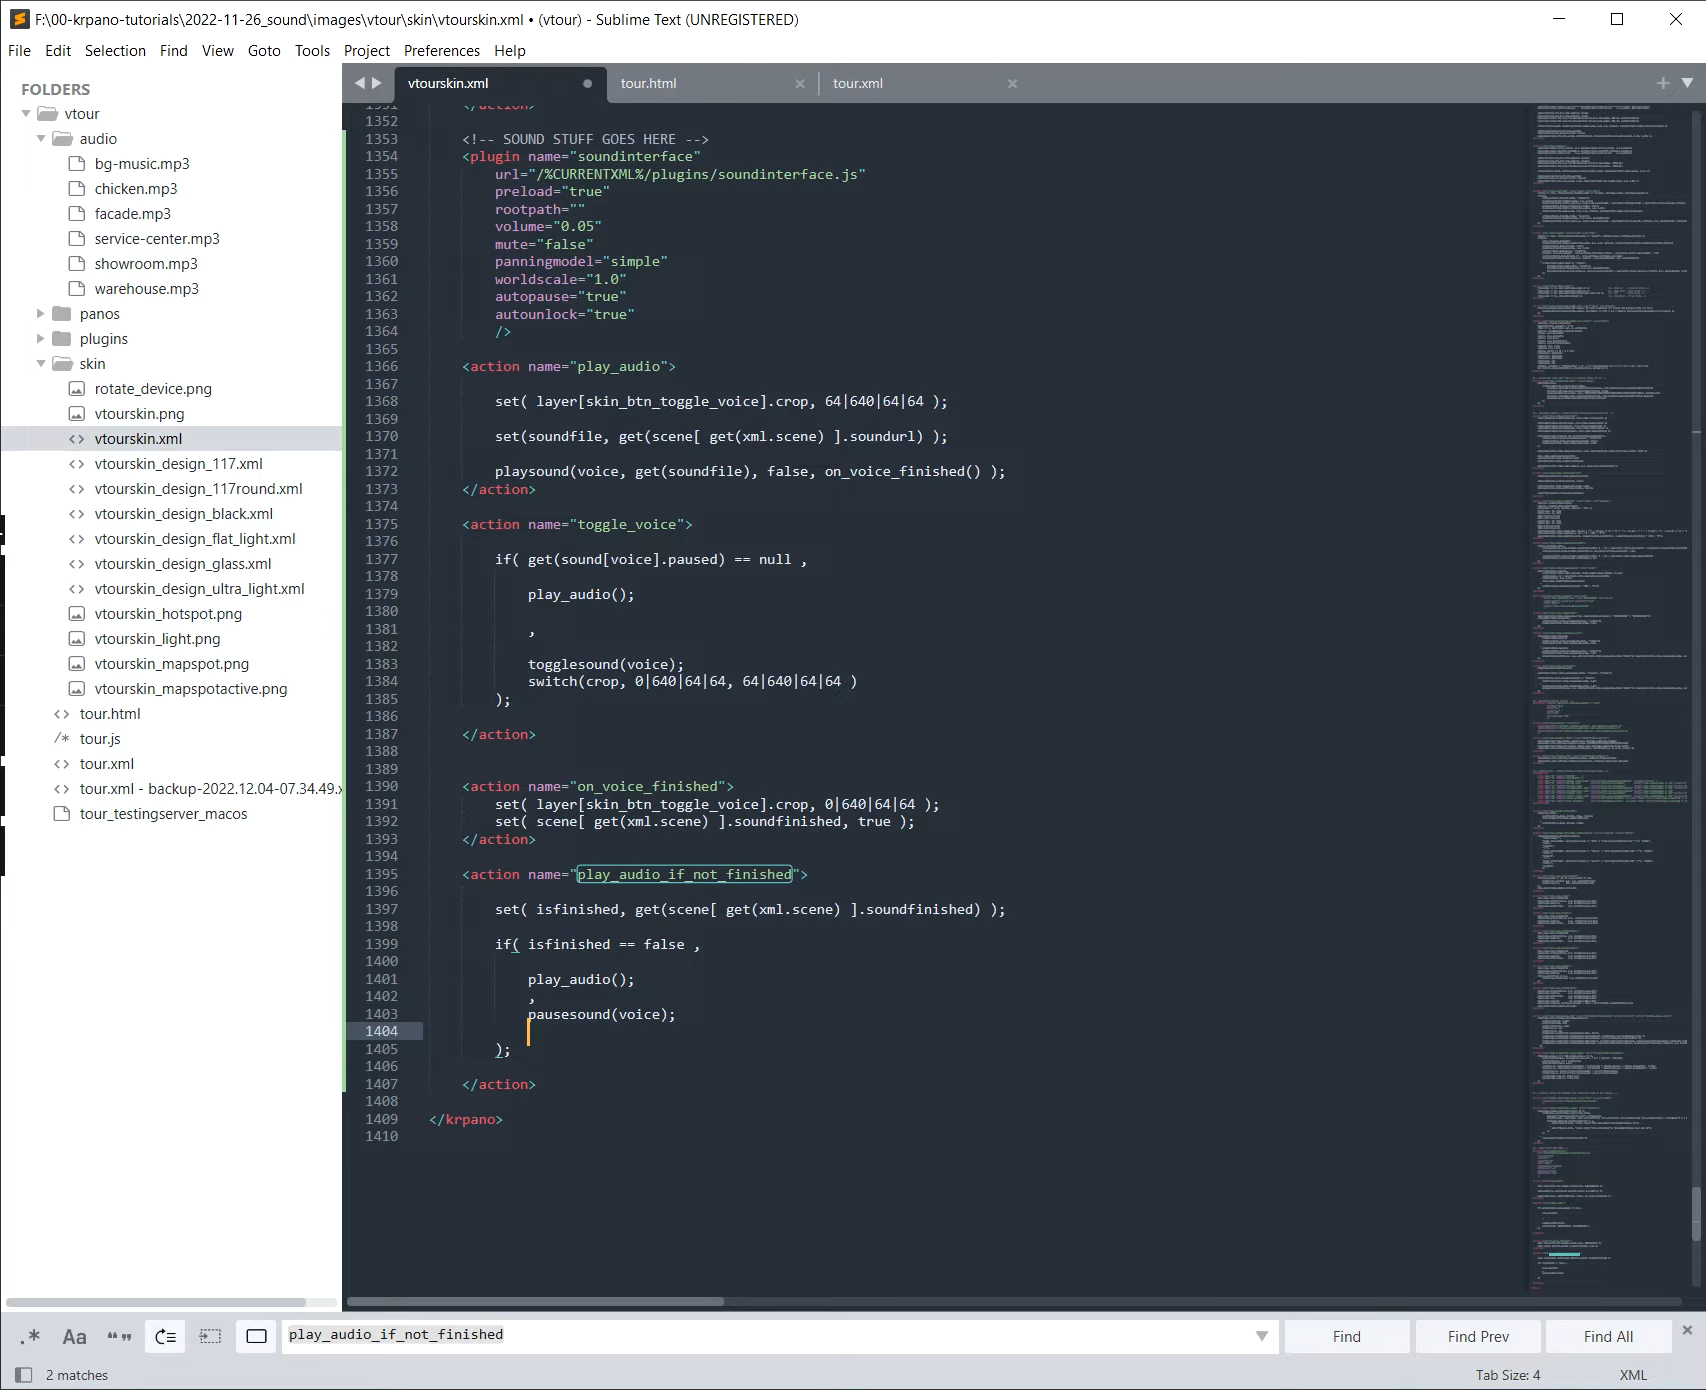 F:\00-krpano-tutorials\2022-11-26_sound\images\vtour\skin\vtourskin.xml • (vtour) - Sublime Text (UNREGISTERED)
File Edit Selection Find View Goto Tools Project Preferences Help
FOLDERS
vtour
audio
bg-music.mp3
chicken.mp3
facade.mp3
service-center.mp3
showroom.mp3
warehouse.mp3
panos
plugins
skin
rotate_device.png
vtourskin.png
vtourskin.xml
vtourskin_design_117.xml
vtourskin_design_117round.xml
vtourskin_design_black.xml
vtourskin_design_flat_light.xml
vtourskin_design_glass.xml
vtourskin_design_ultra_light.xml
vtourskin_hotspot.png
vtourskin_light.png
vtourskin_mapspot.png
vtourskin_mapspotactive.png
tour.html
/* tour.js
tour.xml
tour.xml - backup-2022.12.04-07.34.49.x
tour_testingserver_macos
vtourskin.xml tour.html tour.xml
1351 </action>
1352
1353 <!-- SOUND STUFF GOES HERE -->
1354 <plugin name="soundinterface"
1355 url="/%CURRENTXML%/plugins/soundinterface.js"
1356 preload="true"
1357 rootpath=""
1358 volume="0.05"
1359 mute="false"
1360 panningmodel="simple"
1361 worldscale="1.0"
1362 autopause="true"
1363 autounlock="true"
1364 />
1365
1366 <action name="play_audio">
1367
1368 set( layer[skin_btn_toggle_voice].crop, 64|640|64|64 );
1369
1370 set(soundfile, get(scene[ get(xml.scene) ].soundurl) );
1371
1372 playsound(voice, get(soundfile), false, on_voice_finished() );
1373 </action>
1374
1375 <action name="toggle_voice">
1376
1377 if( get(sound[voice].paused) == null ,
1378
1379 play_audio();
1380
1381 ,
1382
1383 togglesound(voice);
1384 switch(crop, 0|640|64|64, 64|640|64|64 )
1385 );
1386
1387 </action>
1388
1389
1390 <action name="on_voice_finished">
1391 set( layer[skin_btn_toggle_voice].crop, 0|640|64|64 );
1392 set( scene[ get(xml.scene) ].soundfinished, true );
1393 </action>
1394
1395 <action name="play_audio_if_not_finished">
1396
1397 set( isfinished, get(scene[ get(xml.scene) ].soundfinished) );
1398
1399 if( isfinished == false ,
1400
1401 play_audio();
1402 ,
1403 pausesound(voice);
1404
1405 );
1406
1407 </action>
1408
1409 </krpano>
1410
.* Aa “” play_audio_if_not_finished Find Find Prev Find All
2 matches Tab Size: 4 XML